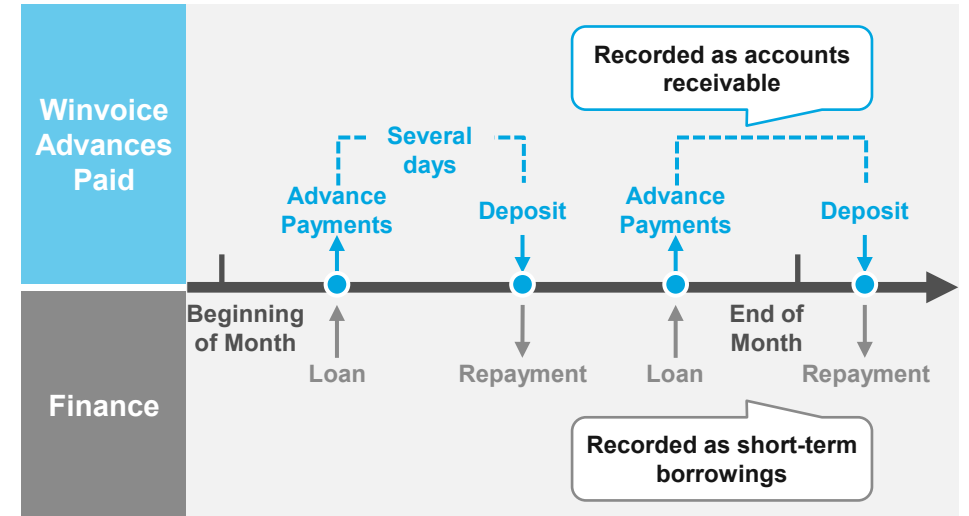 Winvoice
Advances
Paid
Recorded as accounts
receivable
Several
days
Advance
Payments
Deposit
Advance
Payments
Deposit
Beginning
of Month
End of
Month
Loan
Repayment
Loan
Repayment
Finance
Recorded as short-term
borrowings